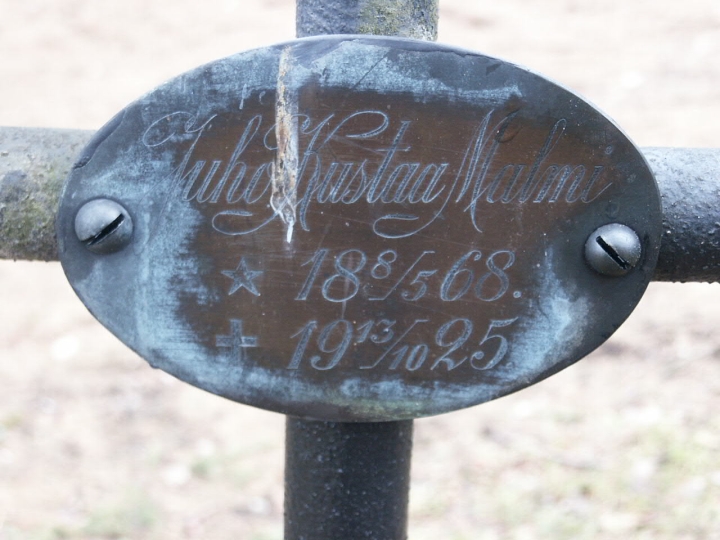 Juho Kustaa Malmi
☆ 18 8/5 68.
+ 19 13/10 25